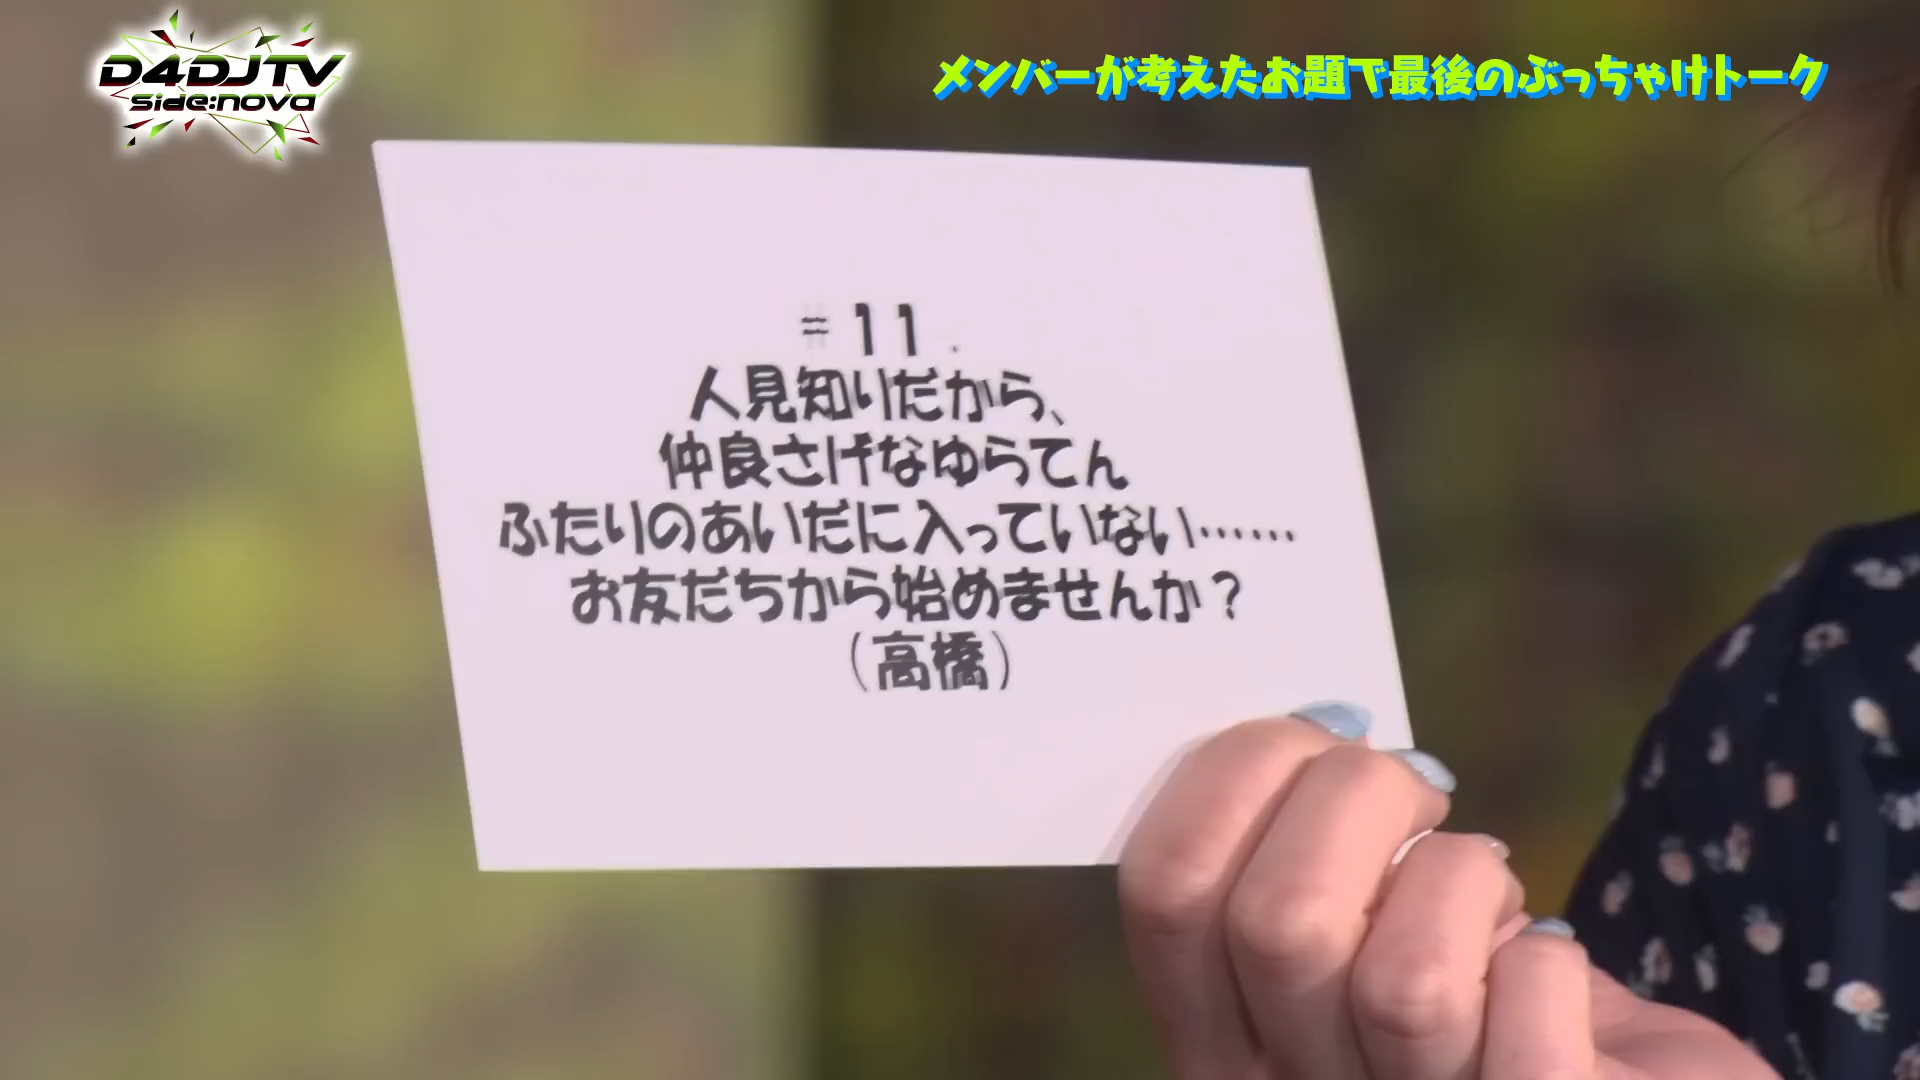 D4DJTV
side:nova
メンバーが考えたお題で最後のぶっちゃけトーク
#11.
人見知りだから、
仲良さげなゆらてん
ふたりのあいだに入っていない……
お友だちから始めませんか?
(高橋)